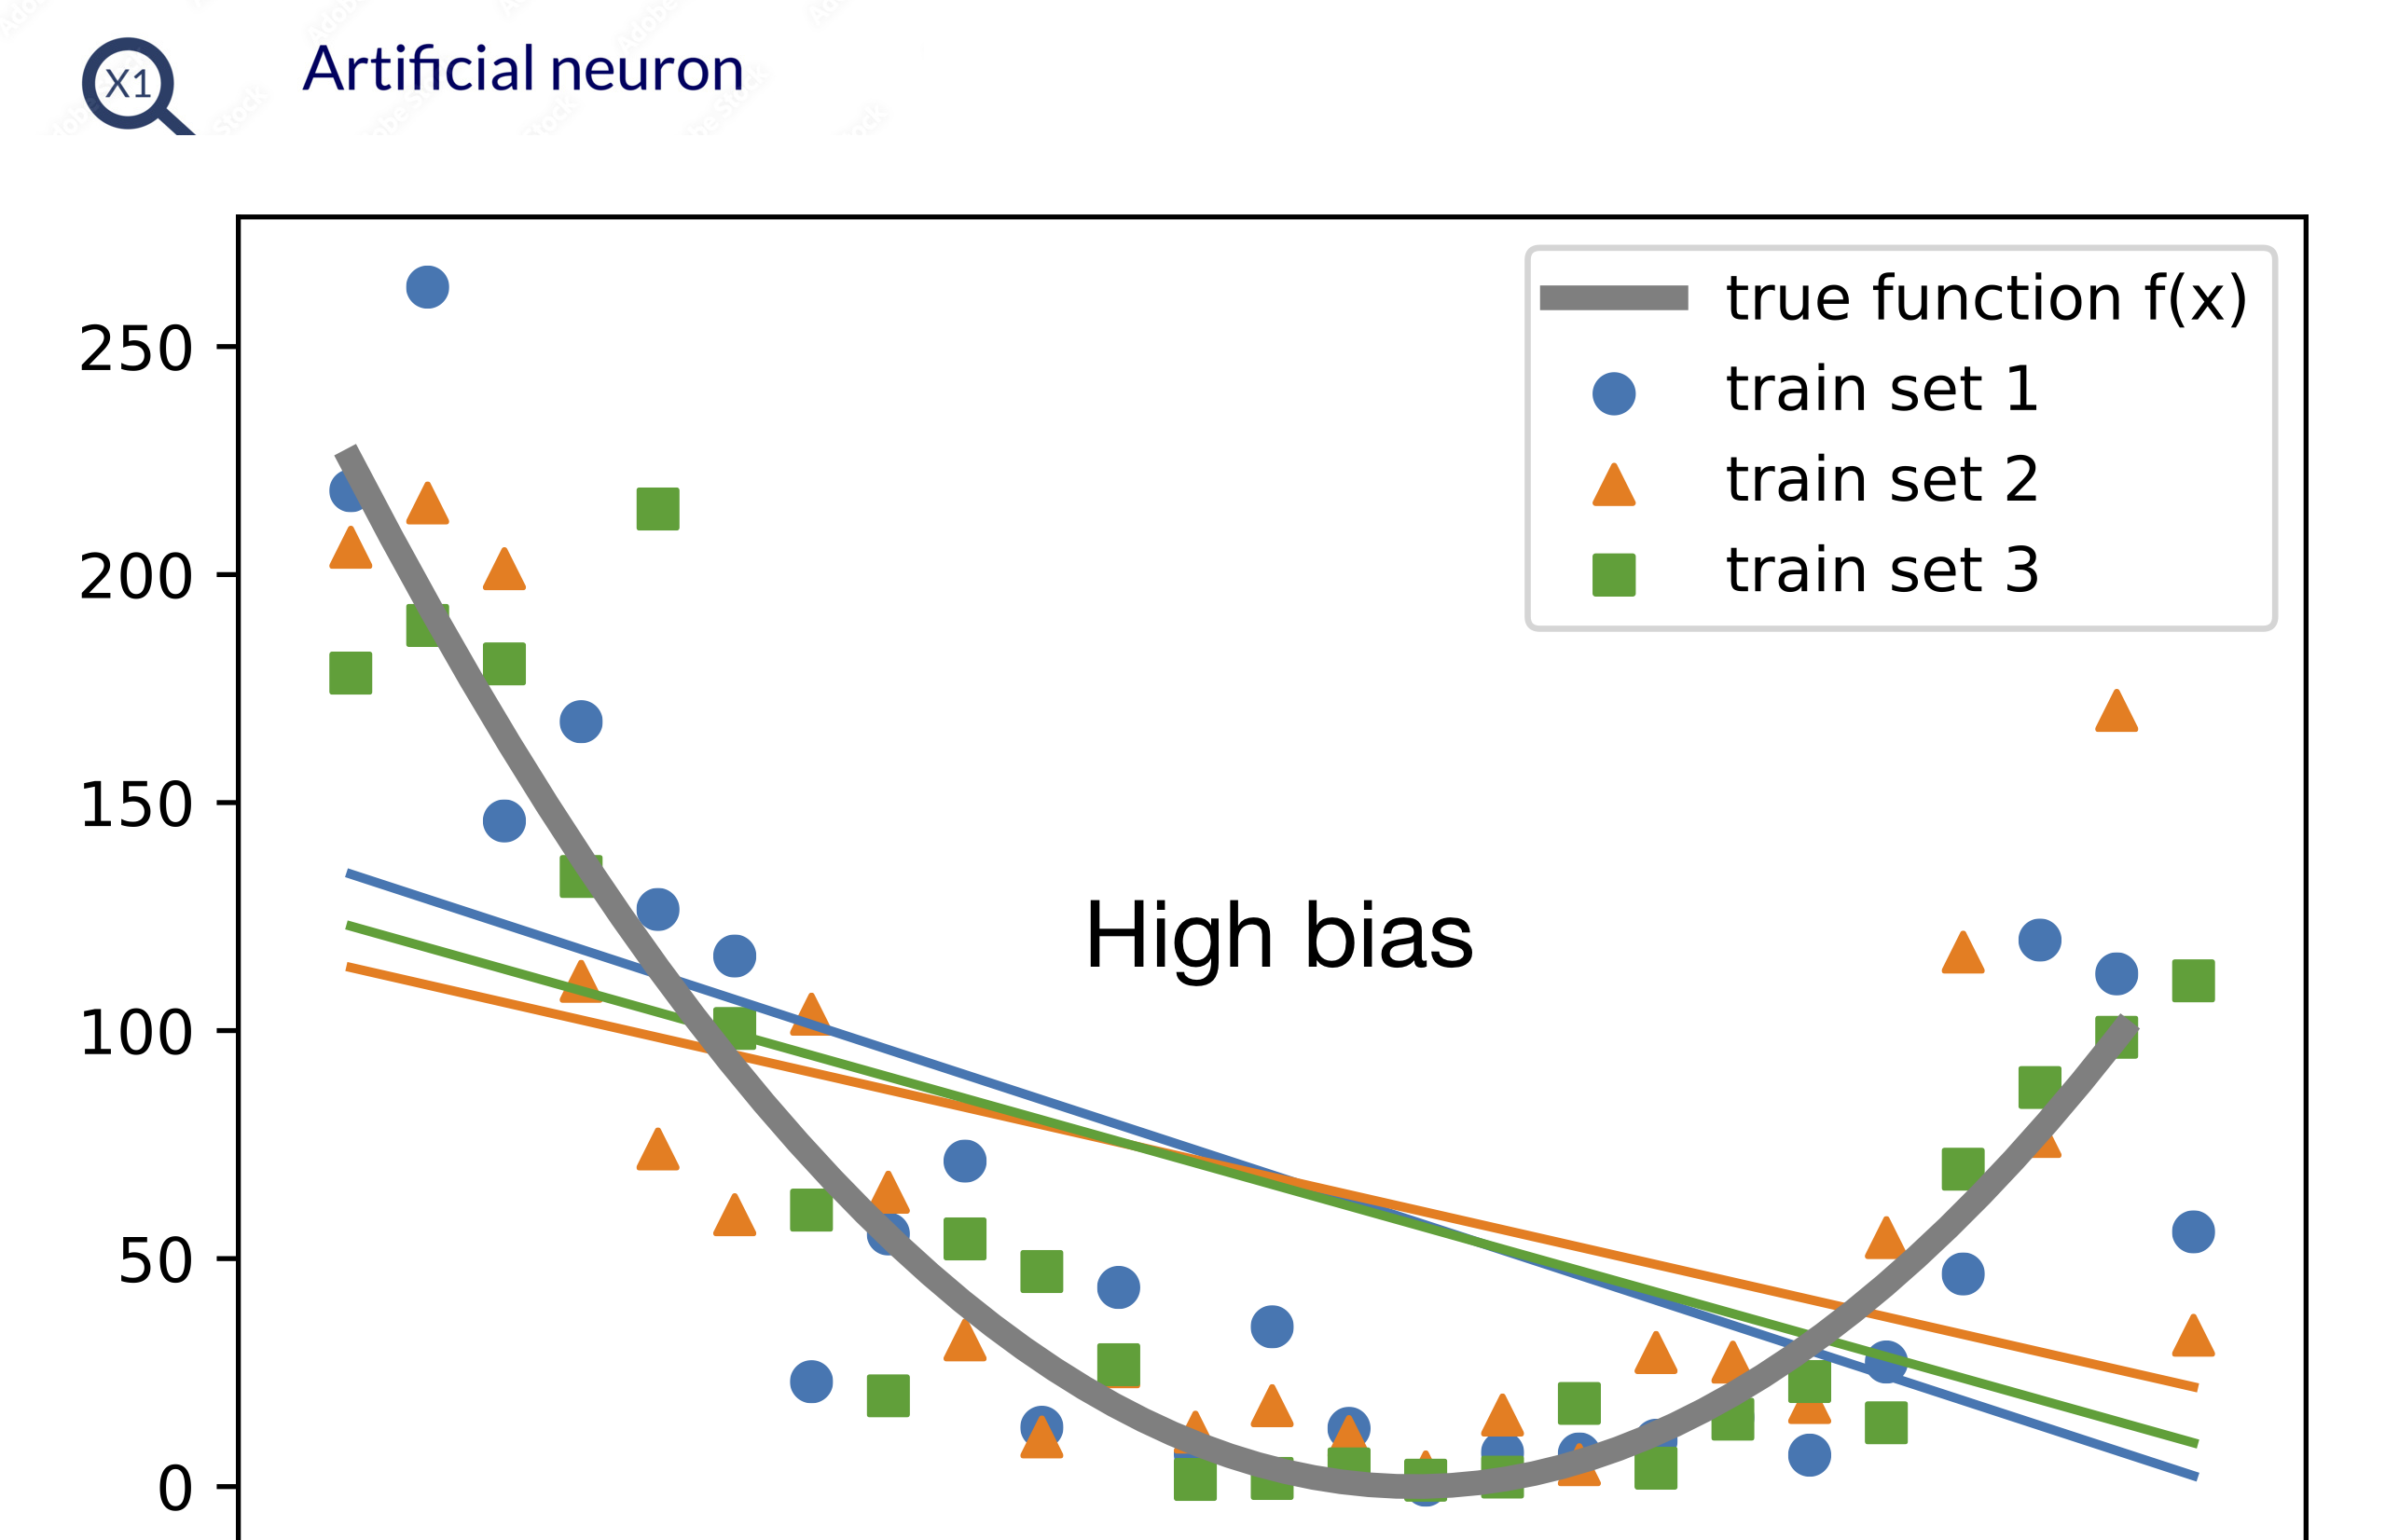 X1
Artificial neuron
250
200
150
100
50
0
true function f(x)
train set 1
train set 2
train set 3
High bias